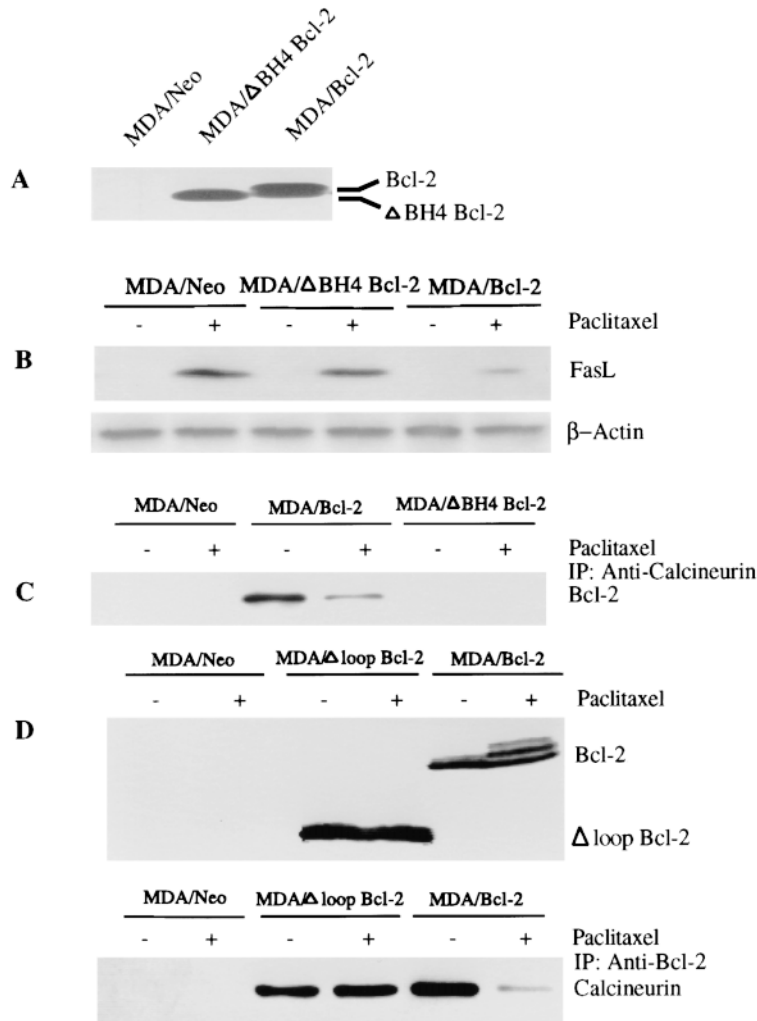 MDA/Neo
MDA/ΔBH4 Bcl-2
MDA/Bcl-2
A
Bcl-2
ΔBH4 Bcl-2
MDA/Neo MDA/ΔBH4 Bcl-2 MDA/Bcl-2
- + - + - + Paclitaxel
B
FasL
β–Actin
MDA/Neo MDA/Bcl-2 MDA/ΔBH4 Bcl-2
- + - + - + Paclitaxel
IP: Anti-Calcineurin
C
Bcl-2
MDA/Neo MDA/Δ loop Bcl-2 MDA/Bcl-2
- + - + - + Paclitaxel
D
Bcl-2
Δ loop Bcl-2
MDA/Neo MDA/Δ loop Bcl-2 MDA/Bcl-2
- + - + - + Paclitaxel
IP: Anti-Bcl-2
Calcineurin